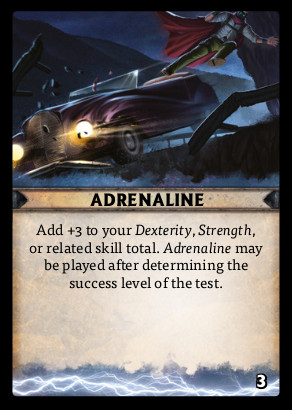 ADRENALINE
Add +3 to your Dexterity, Strength,
or related skill total. Adrenaline may
be played after determining the
success level of the test.
3